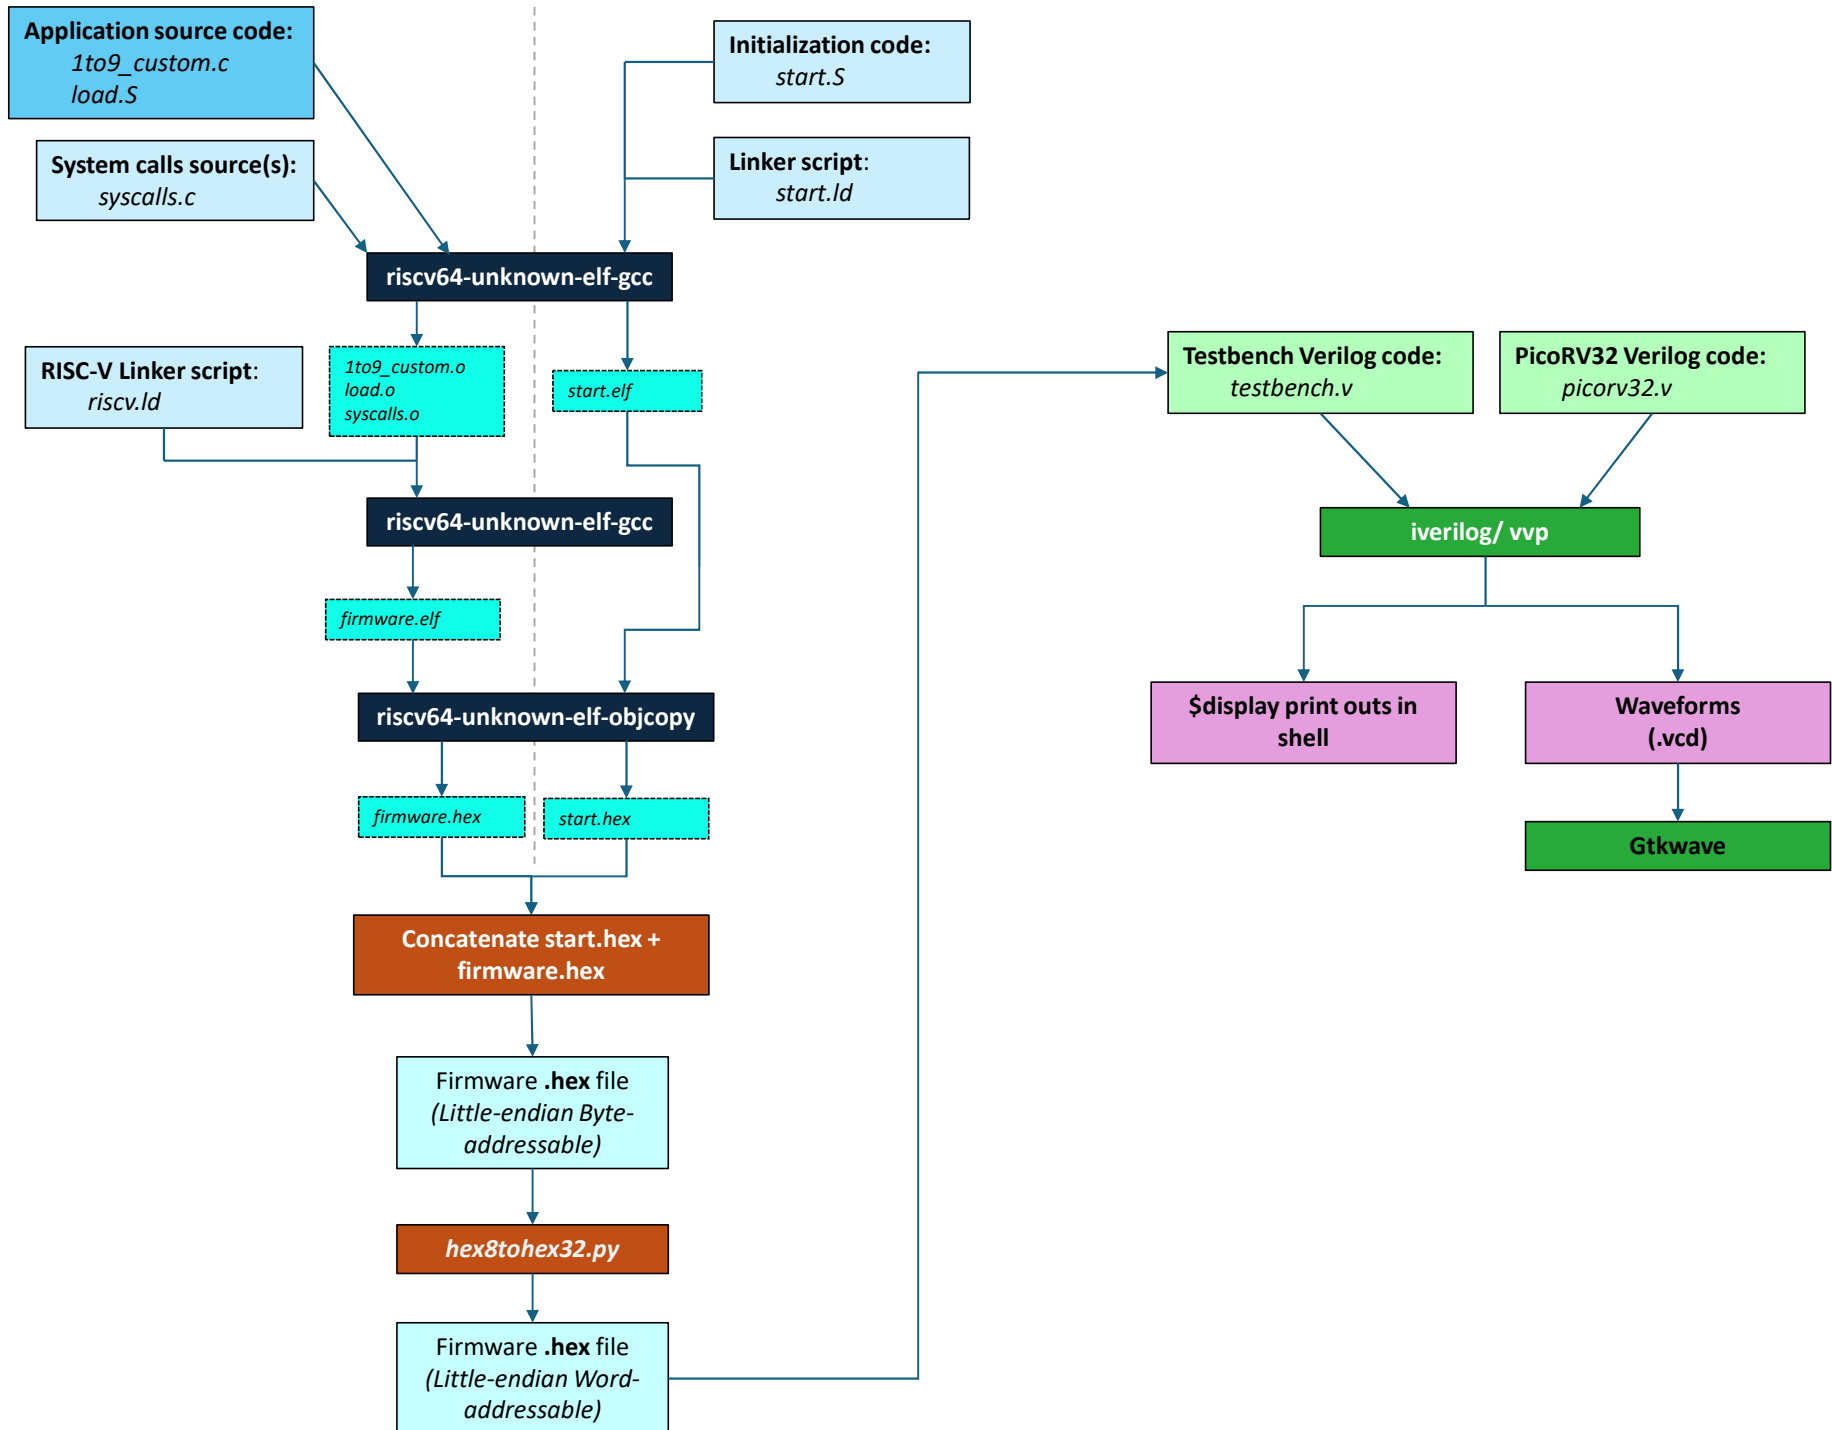 Application source code:
1to9_custom.c
load.S
Initialization code:
start.S
System calls source(s):
syscalls.c
Linker script:
start.ld
riscv64-unknown-elf-gcc
RISC-V Linker script:
riscv.ld
1to9_custom.o
load.o
syscalls.o
start.elf
riscv64-unknown-elf-gcc
firmware.elf
riscv64-unknown-elf-objcopy
firmware.hex
start.hex
Concatenate start.hex +
firmware.hex
Firmware .hex file
(Little-endian Byte-
addressable)
hex8tohex32.py
Firmware .hex file
(Little-endian Word-
addressable)
Testbench Verilog code:
testbench.v
PicoRV32 Verilog code:
picorv32.v
iverilog/ vvp
$display print outs in
shell
Waveforms
(.vcd)
Gtkwave